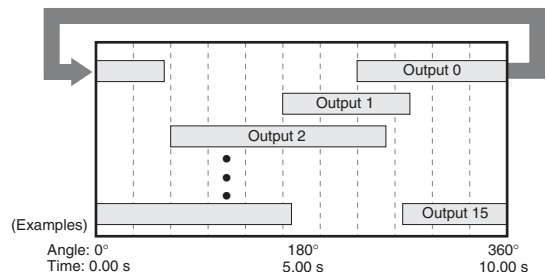 Output 0
Output 1
Output 2
(Examples)
Output 15
Angle: 0° 180° 360°
Time: 0.00 s 5.00 s 10.00 s